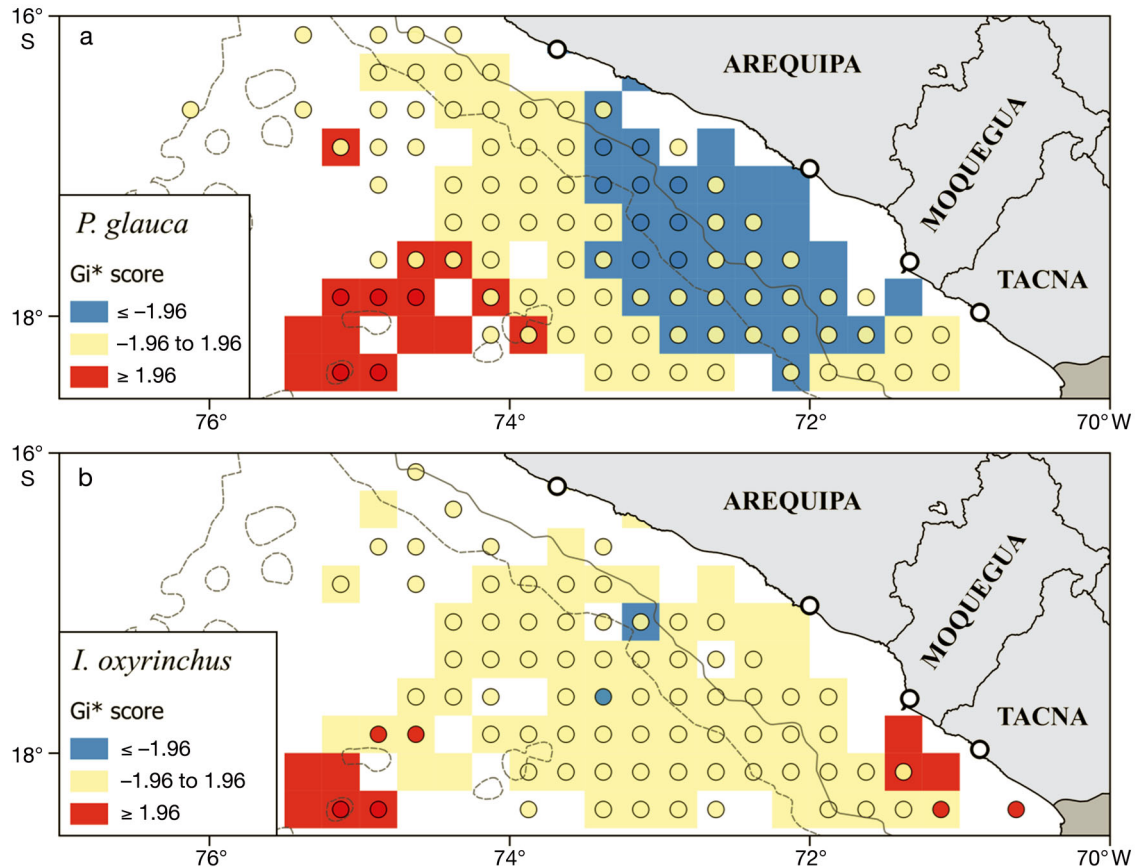 16°
S
a
AREQUIPA
MOQUEGUA
TACNA
P. glauca
Gi* score
≤ –1.96
–1.96 to 1.96
≥ 1.96
18°
76°
74°
72°
70° W
16°
S
b
AREQUIPA
MOQUEGUA
TACNA
I. oxyrinchus
Gi* score
≤ –1.96
–1.96 to 1.96
≥ 1.96
18°
76°
74°
72°
70° W